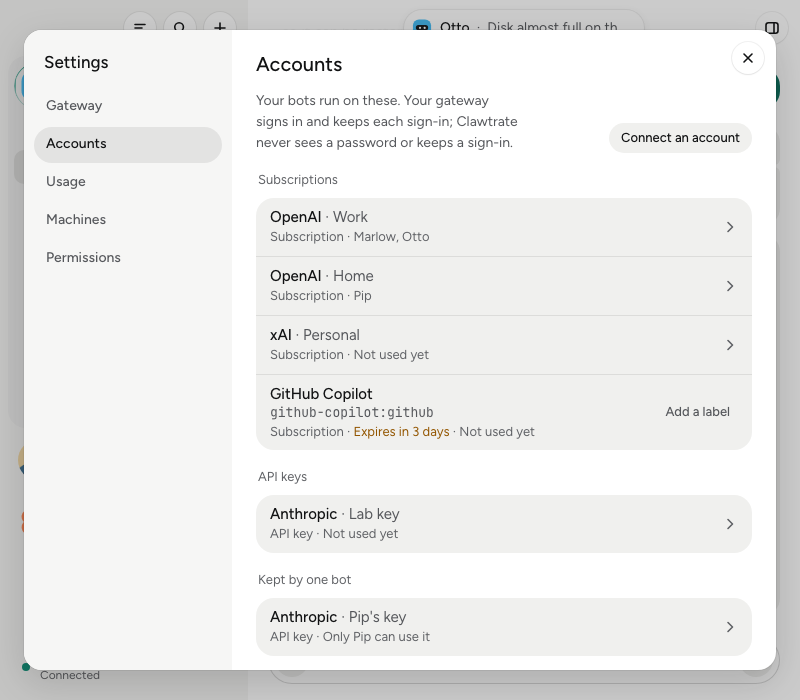 Otto · Disk almost full on th
Settings
Gateway
Accounts
Usage
Machines
Permissions
Accounts
Your bots run on these. Your gateway
signs in and keeps each sign-in; Clawtrate
never sees a password or keeps a sign-in.
Connect an account
Subscriptions
OpenAI · Work
Subscription · Marlow, Otto
OpenAI · Home
Subscription · Pip
xAI · Personal
Subscription · Not used yet
GitHub Copilot
github-copilot:github
Subscription · Expires in 3 days · Not used yet
Add a label
API keys
Anthropic · Lab key
API key · Not used yet
Kept by one bot
Anthropic · Pip's key
API key · Only Pip can use it
Connected